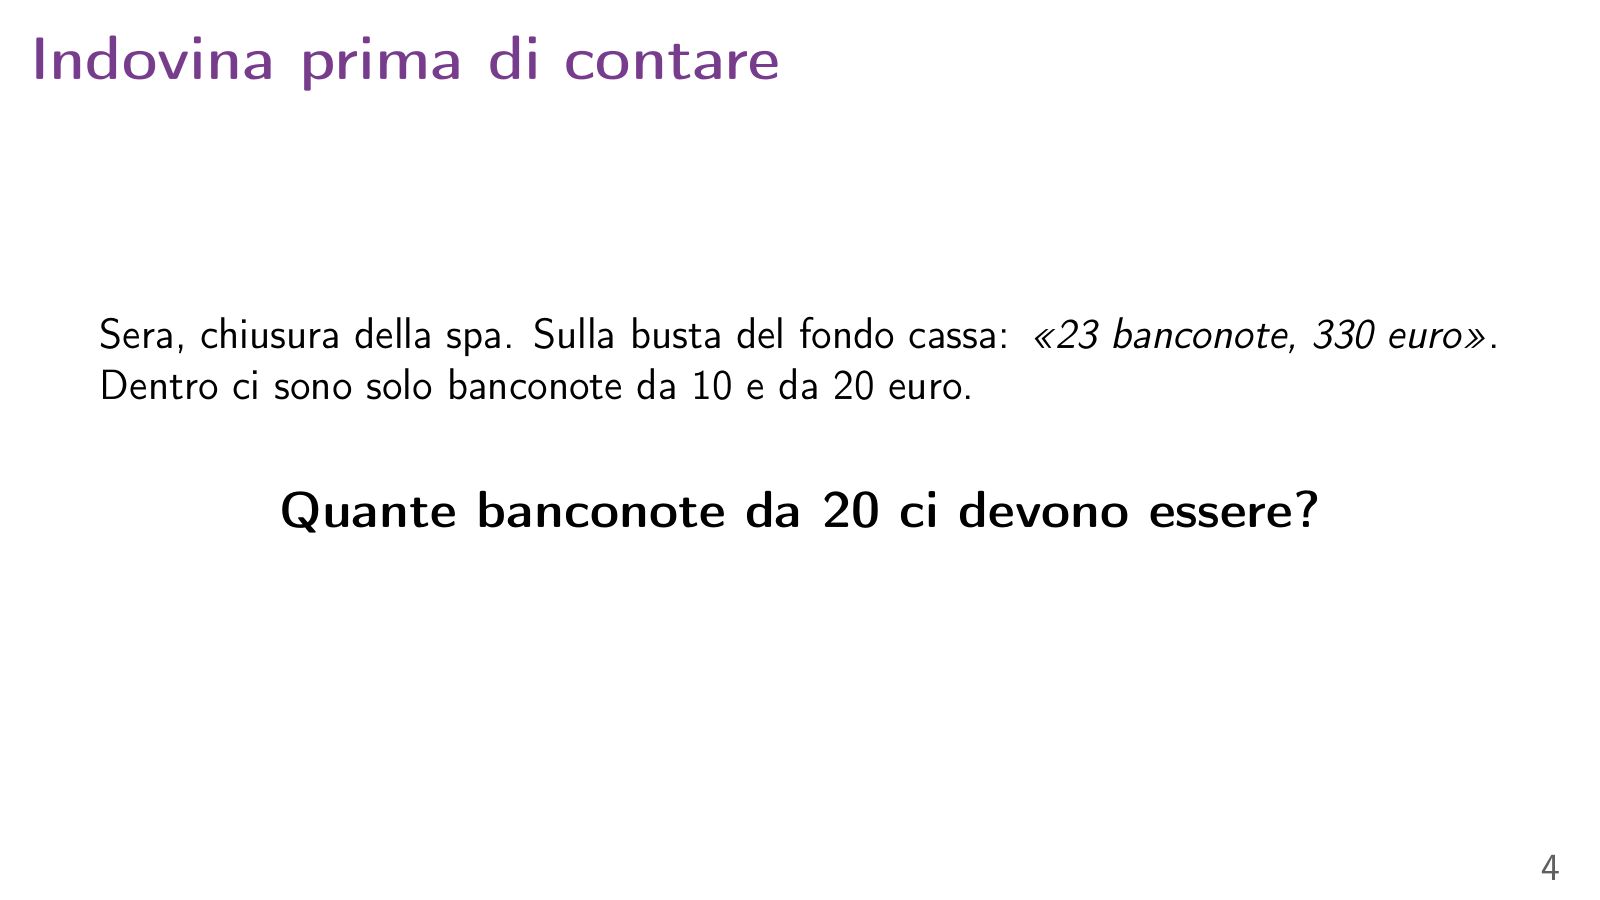 Indovina prima di contare
Sera, chiusura della spa. Sulla busta del fondo cassa: «23 banconote, 330 euro».
Dentro ci sono solo banconote da 10 e da 20 euro.
Quante banconote da 20 ci devono essere?
4